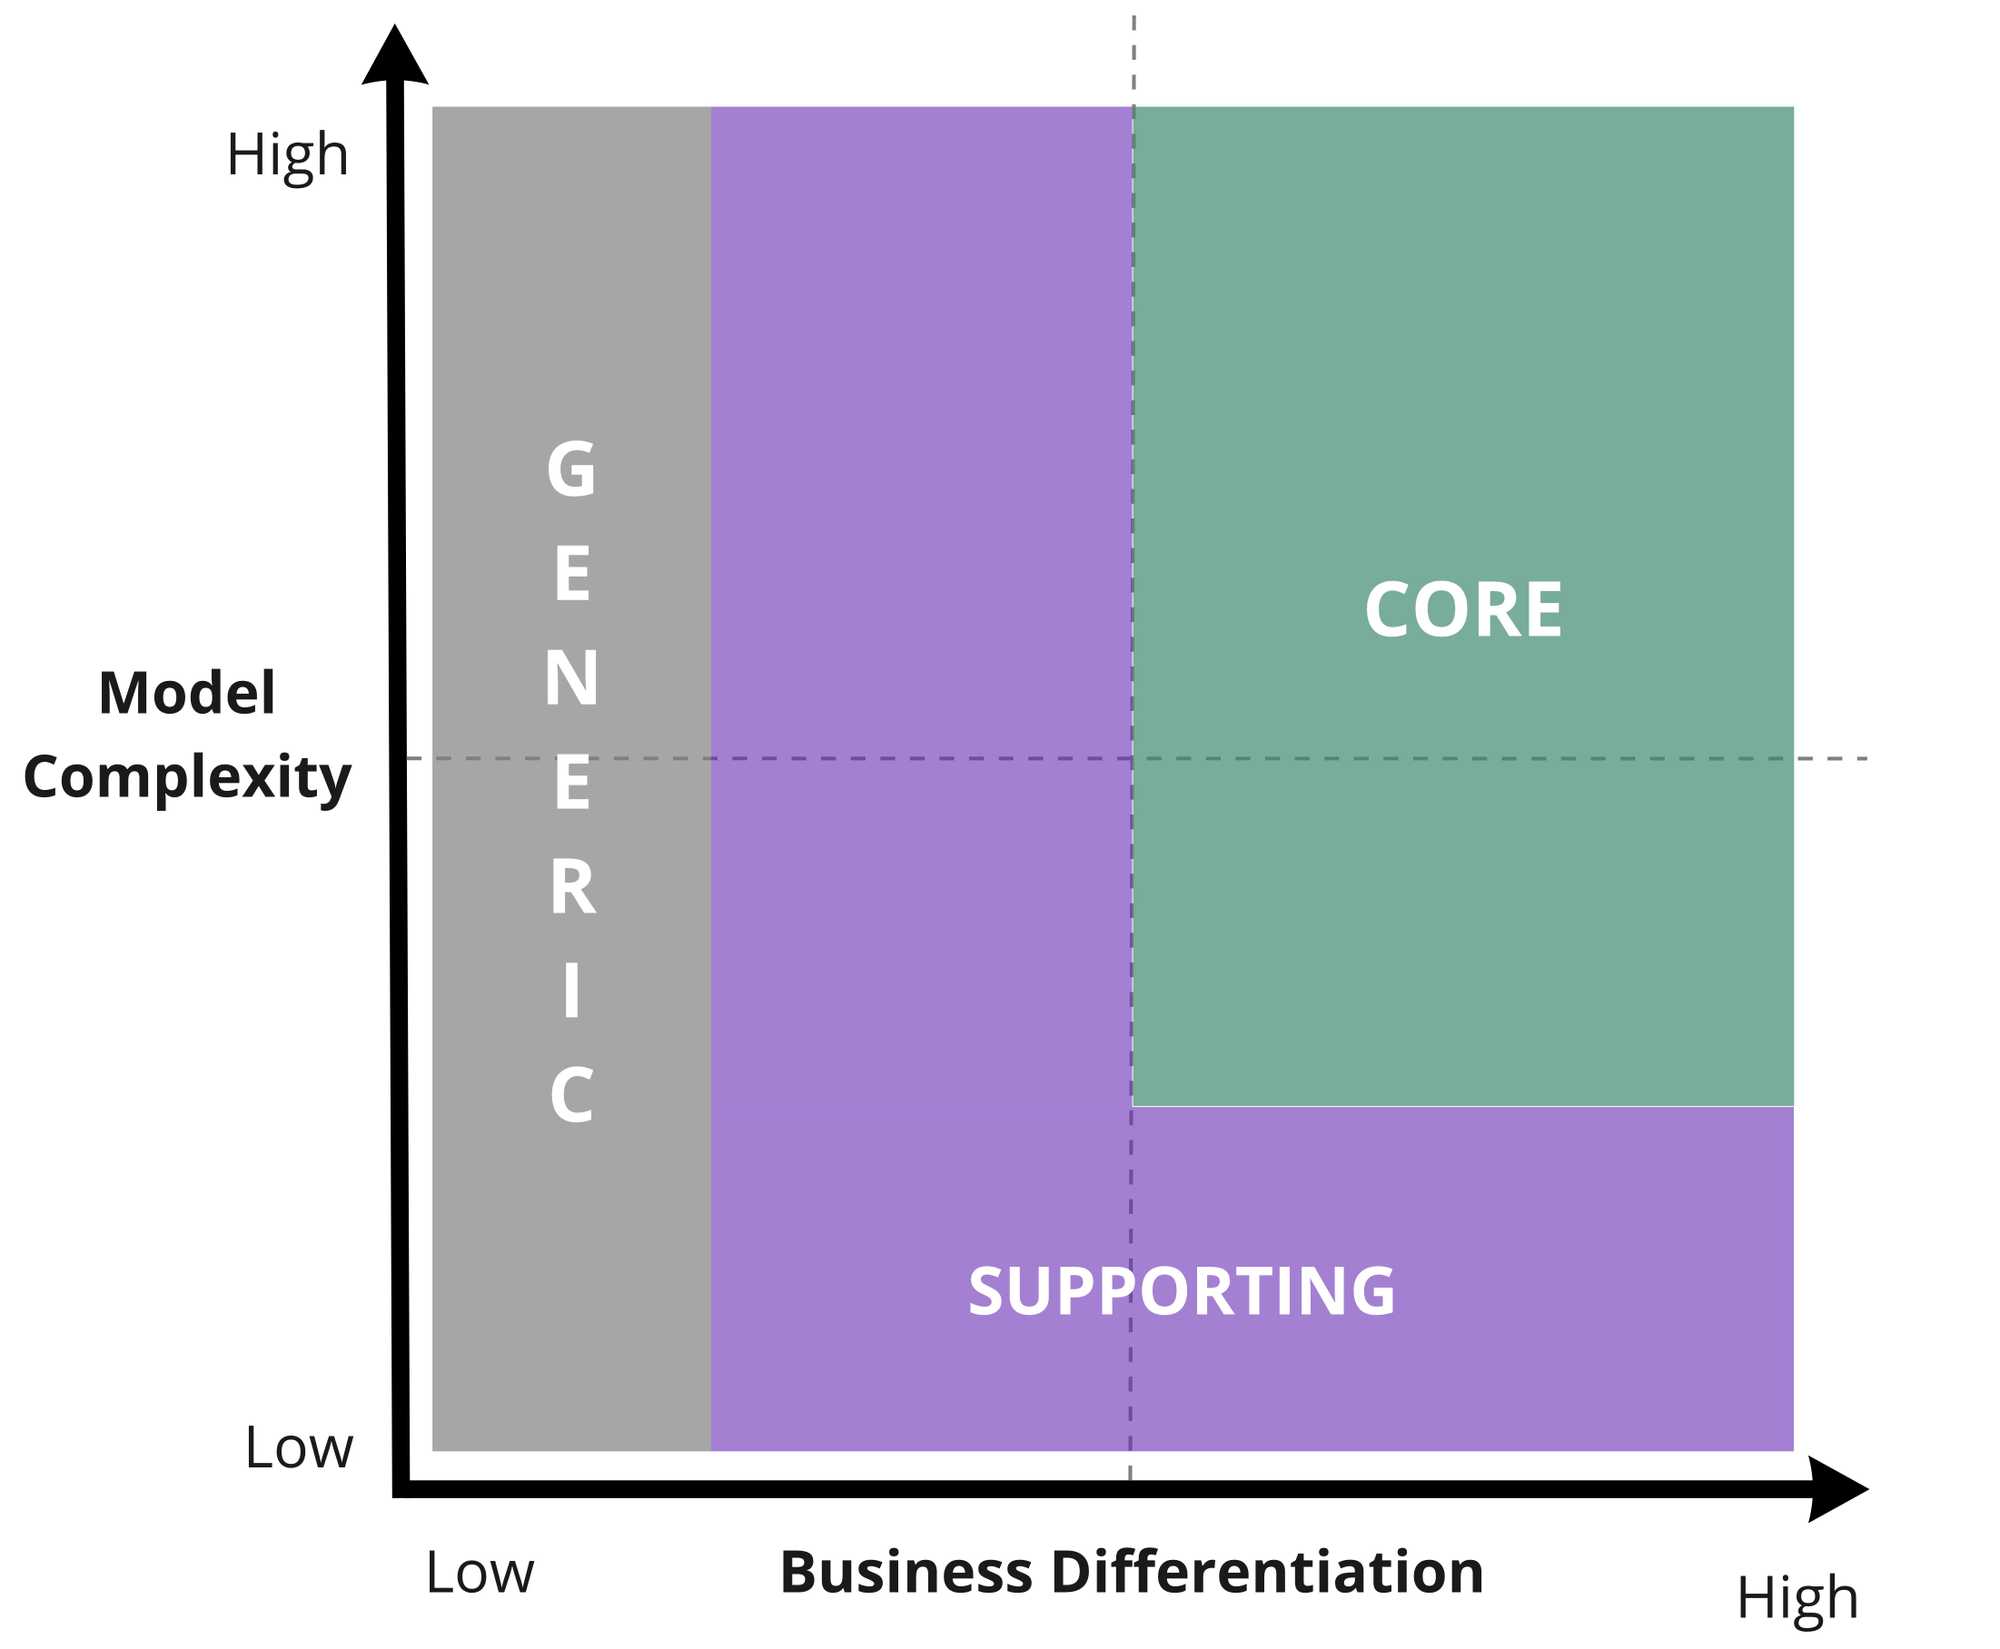 High
G
E
N
E
R
I
C
CORE
Model
Complexity
SUPPORTING
Low
Low
Business Differentiation
High